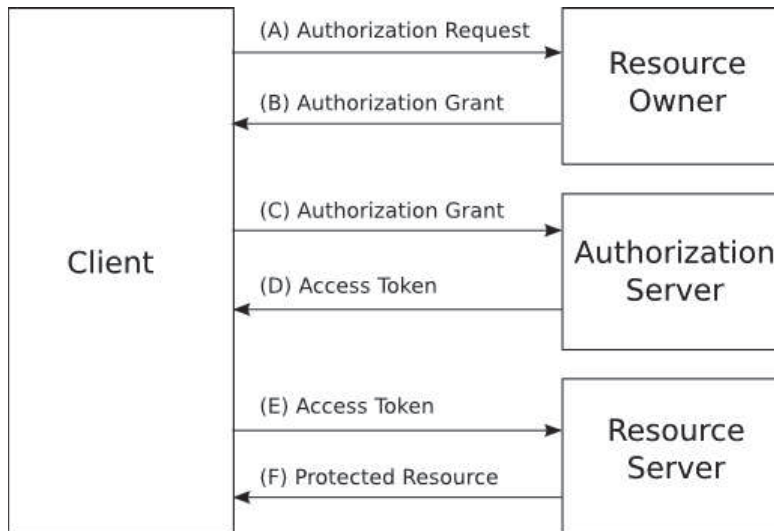 (A) Authorization Request
Resource
Owner
(B) Authorization Grant
(C) Authorization Grant
Client
Authorization
Server
(D) Access Token
(E) Access Token
Resource
Server
(F) Protected Resource